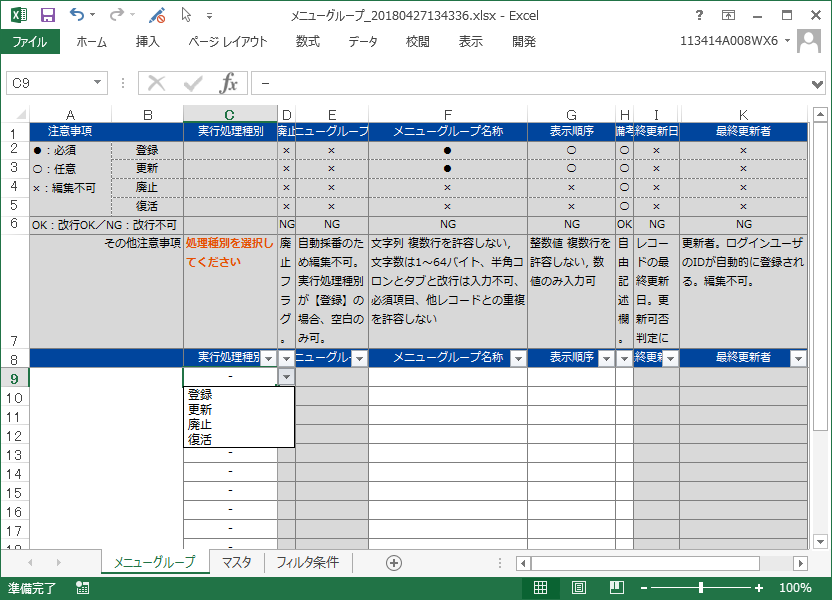 メニューグループ_20180427134336.xlsx - Excel
ファイル ホーム 挿入 ページ レイアウト 数式 データ 校閲 表示 開発 113414A008WX6
C9 fx －
A B C D E F G H I K
1 注意事項 実行処理種別 廃止 ニューグループ メニューグループ名称 表示順序 備考 終更新日 最終更新者
2 ●：必須 登録 × × ● ○ ○ × ×
3 ○：任意 更新 × × ● ○ ○ × ×
4 ×：編集不可 廃止 × × × × ○ × ×
5 復活 × × × × ○ × ×
6 OK：改行OK／NG：改行不可 NG NG NG NG OK NG NG
7 その他注意事項
処理種別を選択し
てください
廃
止
フ
ラ
グ
。
自動採番のた
め編集不可。
実行処理種別
が【登録】の
場合、空白の
み可。
文字列 複数行を許容しない,
文字数は1～64バイト、半角コ
ロンとタブと改行は入力不可、
必須項目、他レコードとの重複
を許容しない
整数値 複数行を
許容しない, 数
値のみ入力可
自
由
記
述
欄
。
レコー
ドの最
終更新
日。更
新可否
判定に
更新者。ログインユーザ
のIDが自動的に登録され
る。編集不可。
8 実行処理種別 ニューグル メニューグループ名称 表示順序 終更新 最終更新者
9 -
10 登録
更新
11 廃止
12 復活
13 -
14 -
15 -
16 -
17 -
18 -
メニューグループ マスタ フィルタ条件
準備完了 100%